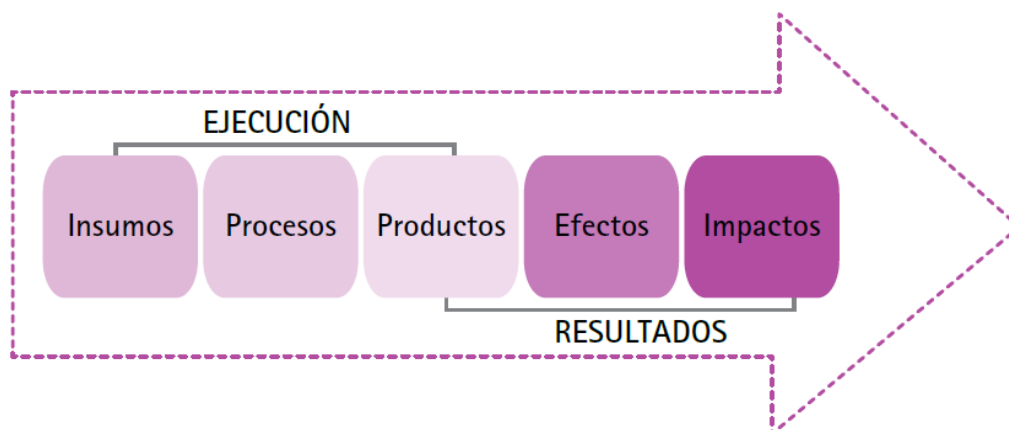 EJECUCIÓN
Insumos
Procesos
Productos
Efectos
Impactos
RESULTADOS